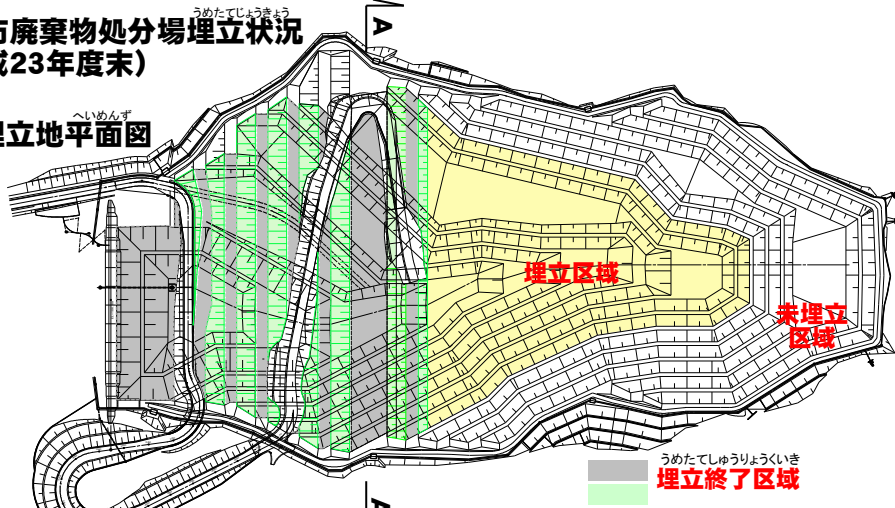 うめたてじょうきょう
市廃棄物処分場埋立状況
成23年度末）
へいめんず
埋立地平面図
A
埋立区域
未埋立
区域
うめたてしゅうりょうくいき
埋立終了区域
A